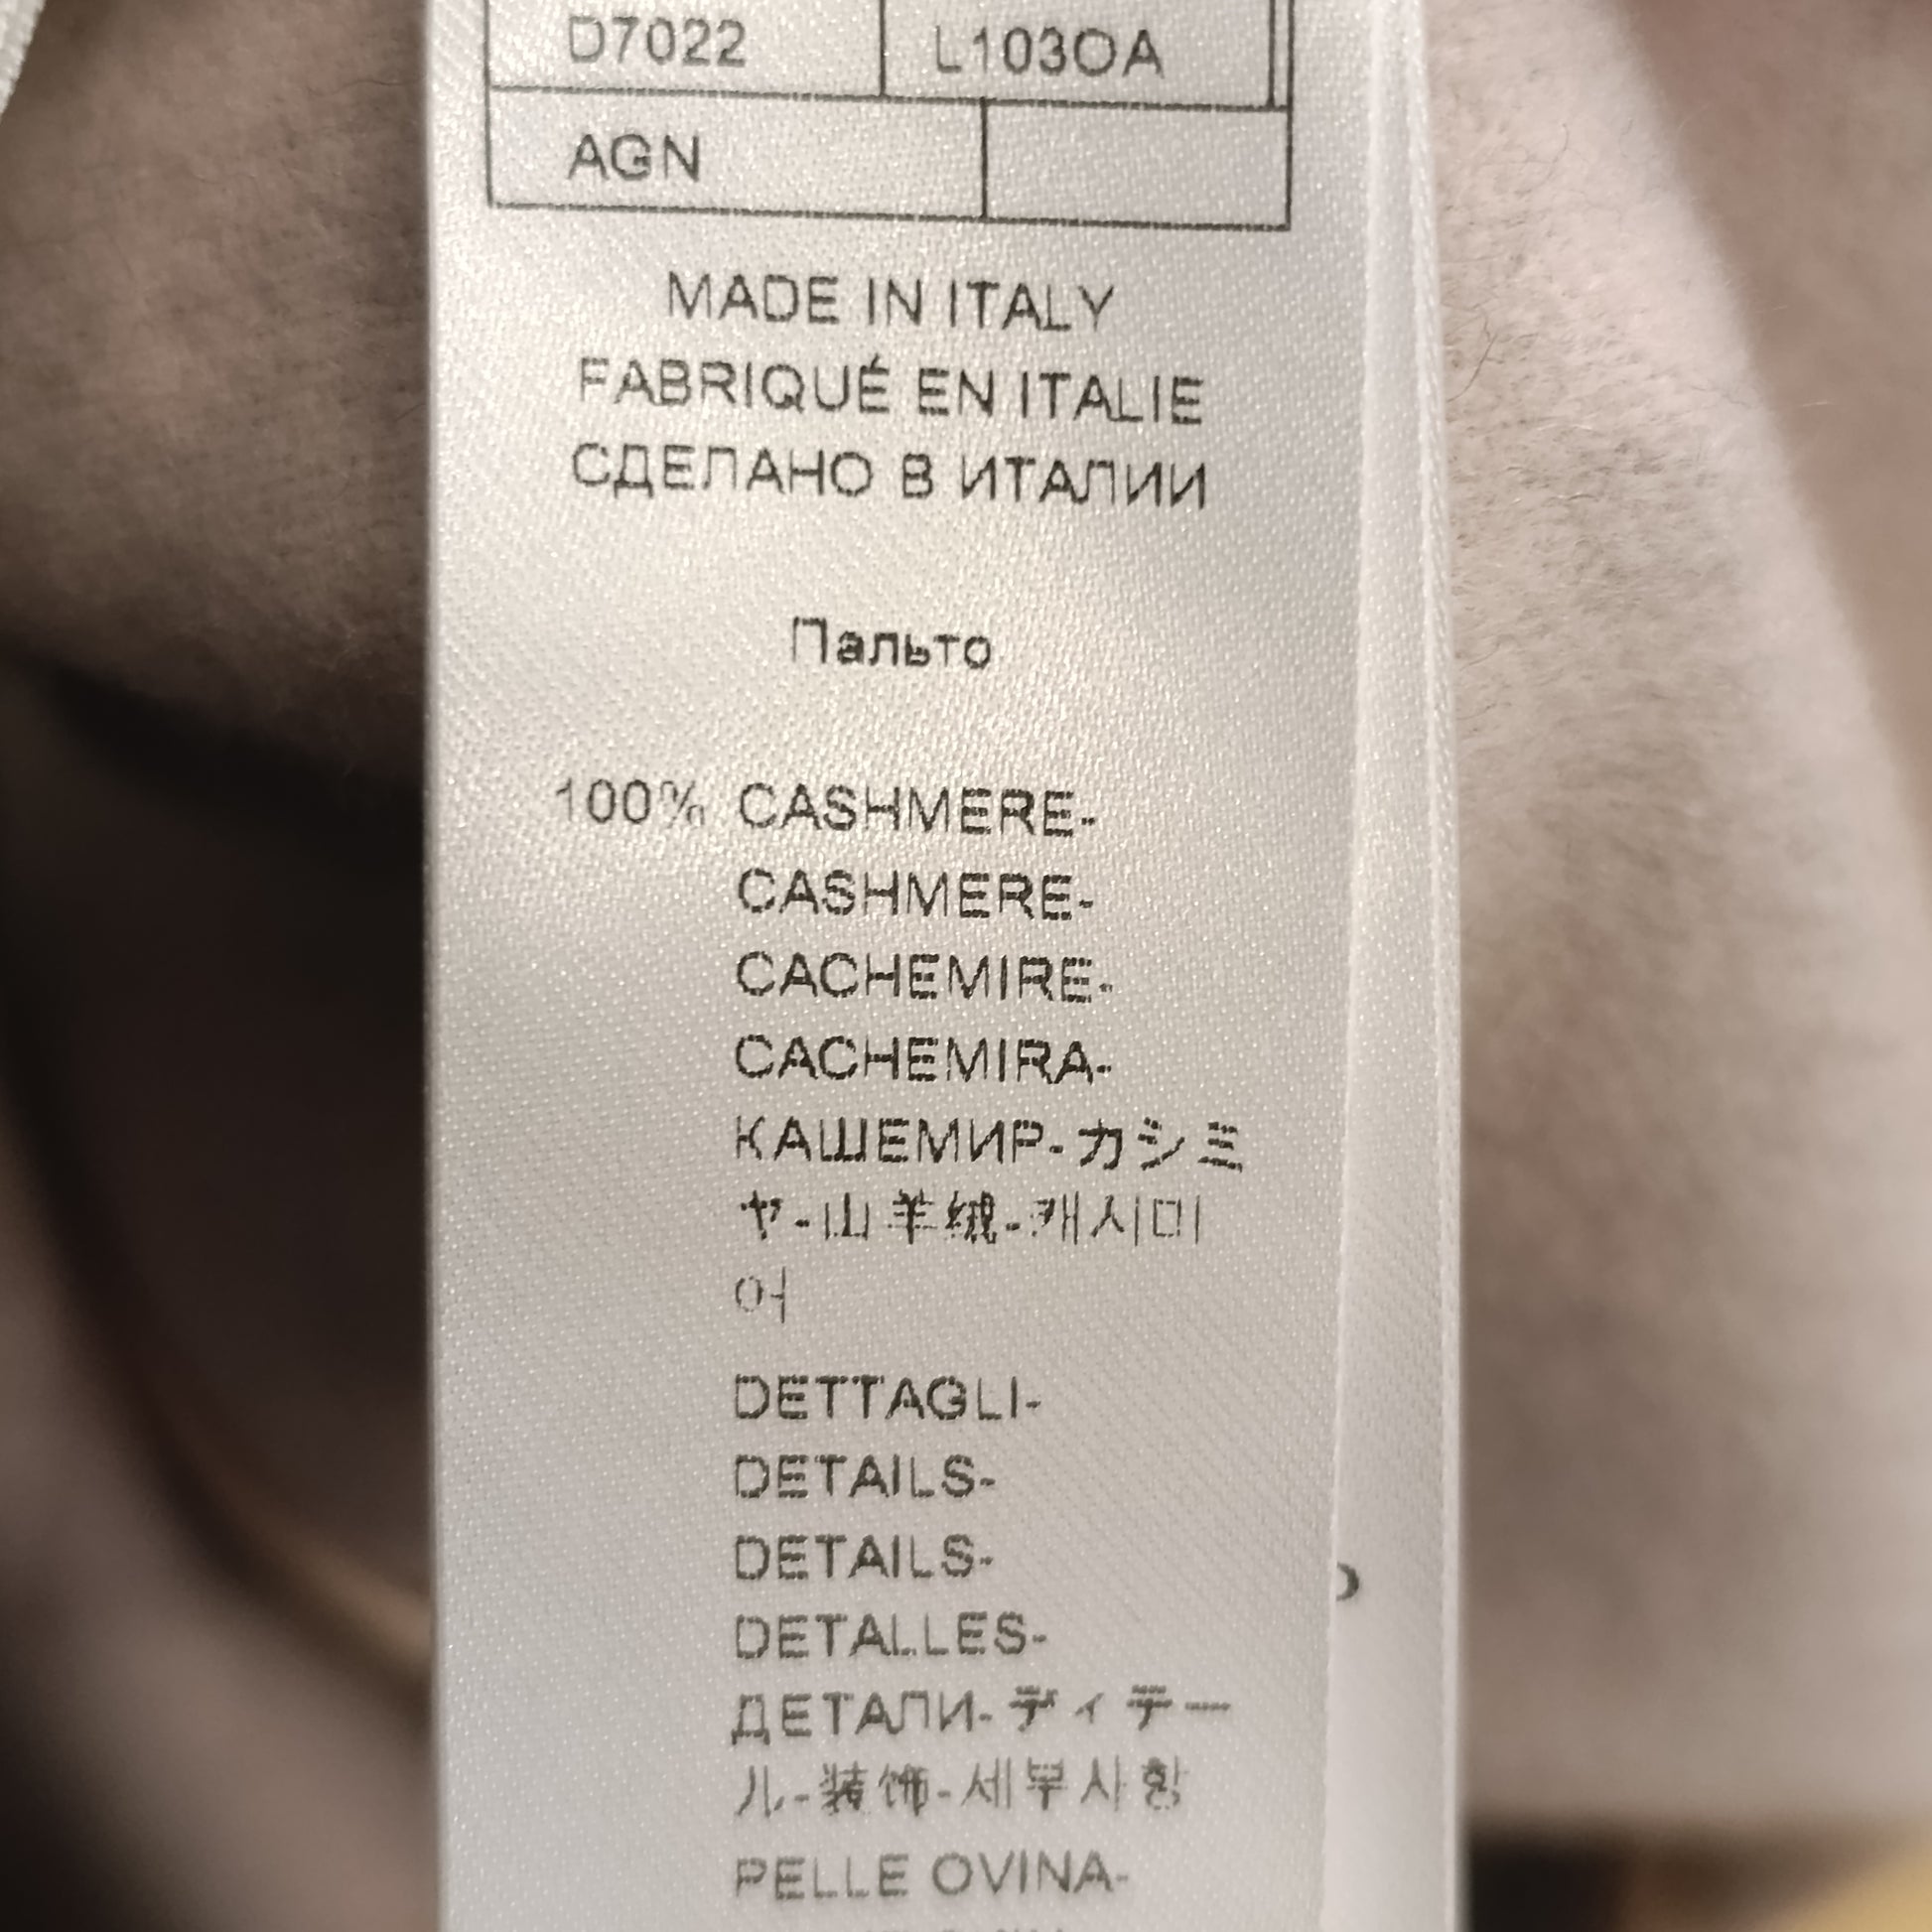 D7022 L103OA
AGN
MADE IN ITALY
FABRIQUÉ EN ITALIE
СДЕЛАНО В ИТАЛИИ
Пальто
100% CASHMERE-
CASHMERE-
CACHEMIRE-
CACHEMIRA-
КАШЕМИР-カシミ
ヤ-山羊绒-캐시미
어
DETTAGLI-
DETAILS-
DETAILS-
DETALLES-
ДЕТАЛИ-ディテー
ル-装饰-세부사항
PELLE OVINA-